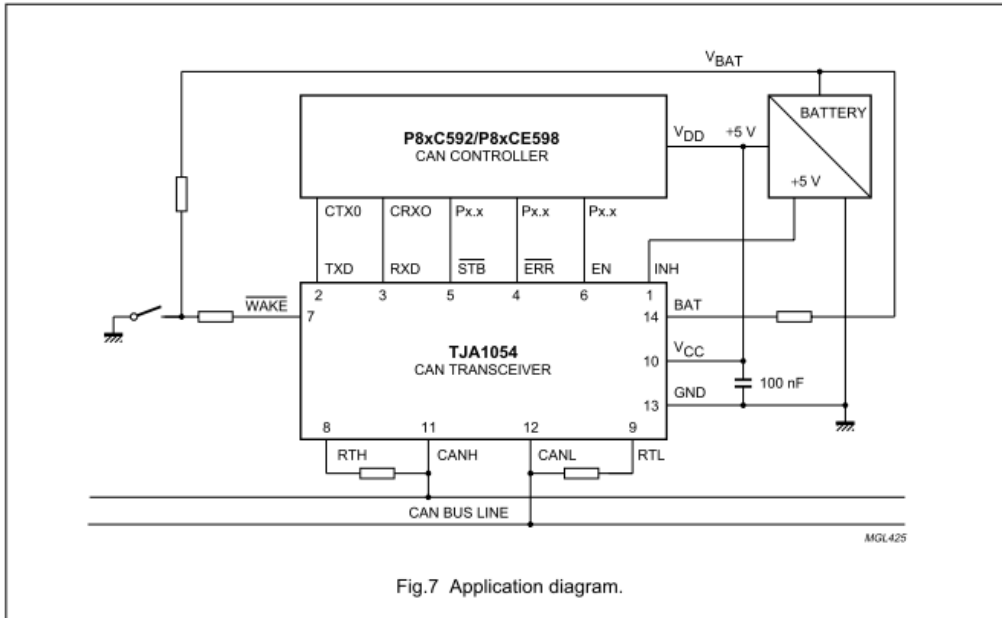 VBAT
BATTERY
+5 V
P8xC592/P8xCE598
CAN CONTROLLER
VDD +5 V
CTX0 CRXO Px.x Px.x Px.x
TXD RXD STB ERR EN INH
2 3 5 4 6 1
WAKE
7
14 BAT
TJA1054
CAN TRANSCEIVER
10 VCC
100 nF
13 GND
8 11 12 9
RTH CANH CANL RTL
CAN BUS LINE
MGL425
Fig.7 Application diagram.